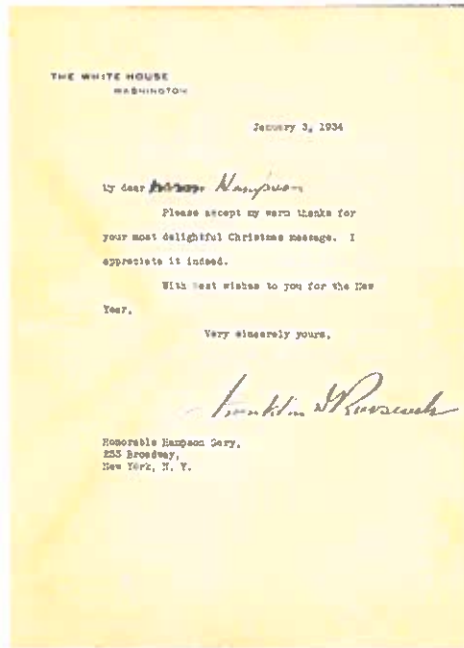 THE WHITE HOUSE
WASHINGTON
January 3, 1934
My dear Hampson
Please accept my warm thanks for
your most delightful Christmas message. I
appreciate it indeed.
With best wishes to you for the New
Year,
Very sincerely yours,
Franklin D Roosevelt
Honorable Hampson Gary,
233 Broadway,
New York, N. Y.